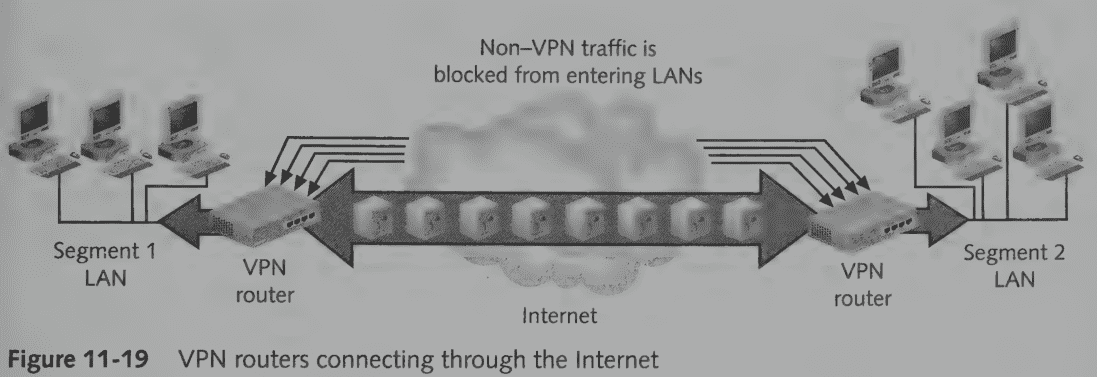 Non–VPN traffic is
blocked from entering LANs
Segment 1
LAN
VPN
router
Internet
VPN
router
Segment 2
LAN
Figure 11-19 VPN routers connecting through the Internet